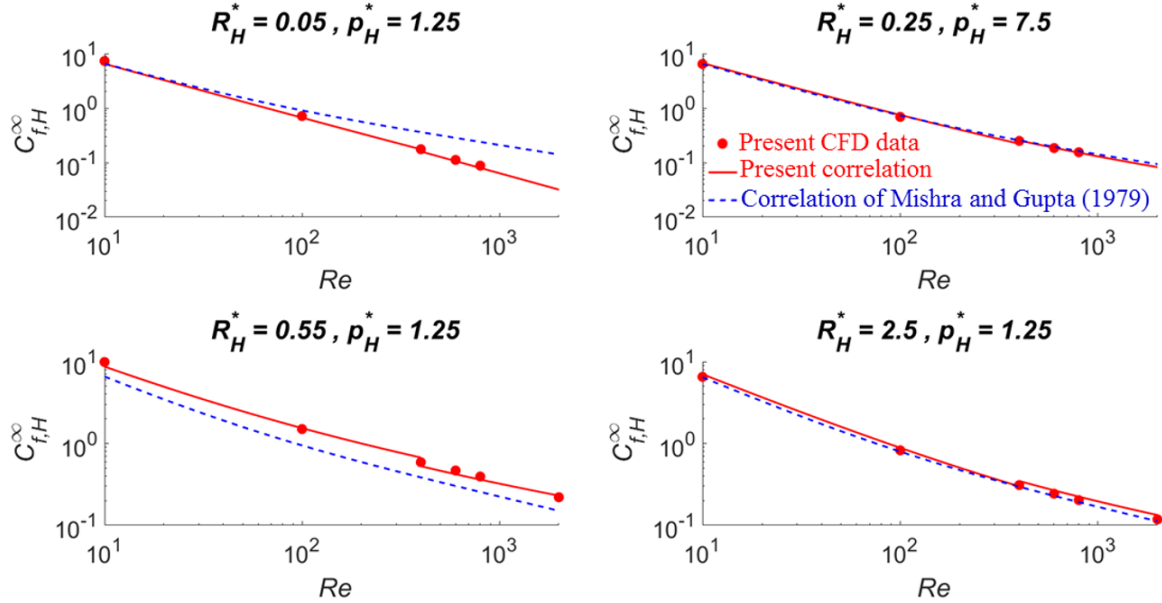 R*H = 0.05 , p*H = 1.25
10^1
10^0
10^-1
10^-2
C∞f,H
10^1
10^2
10^3
Re
R*H = 0.25 , p*H = 7.5
10^1
10^0
10^-1
10^-2
C∞f,H
Present CFD data
Present correlation
Correlation of Mishra and Gupta (1979)
10^1
10^2
10^3
Re
R*H = 0.55 , p*H = 1.25
10^1
10^0
10^-1
C∞f,H
10^1
10^2
10^3
Re
R*H = 2.5 , p*H = 1.25
10^1
10^0
10^-1
C∞f,H
10^1
10^2
10^3
Re